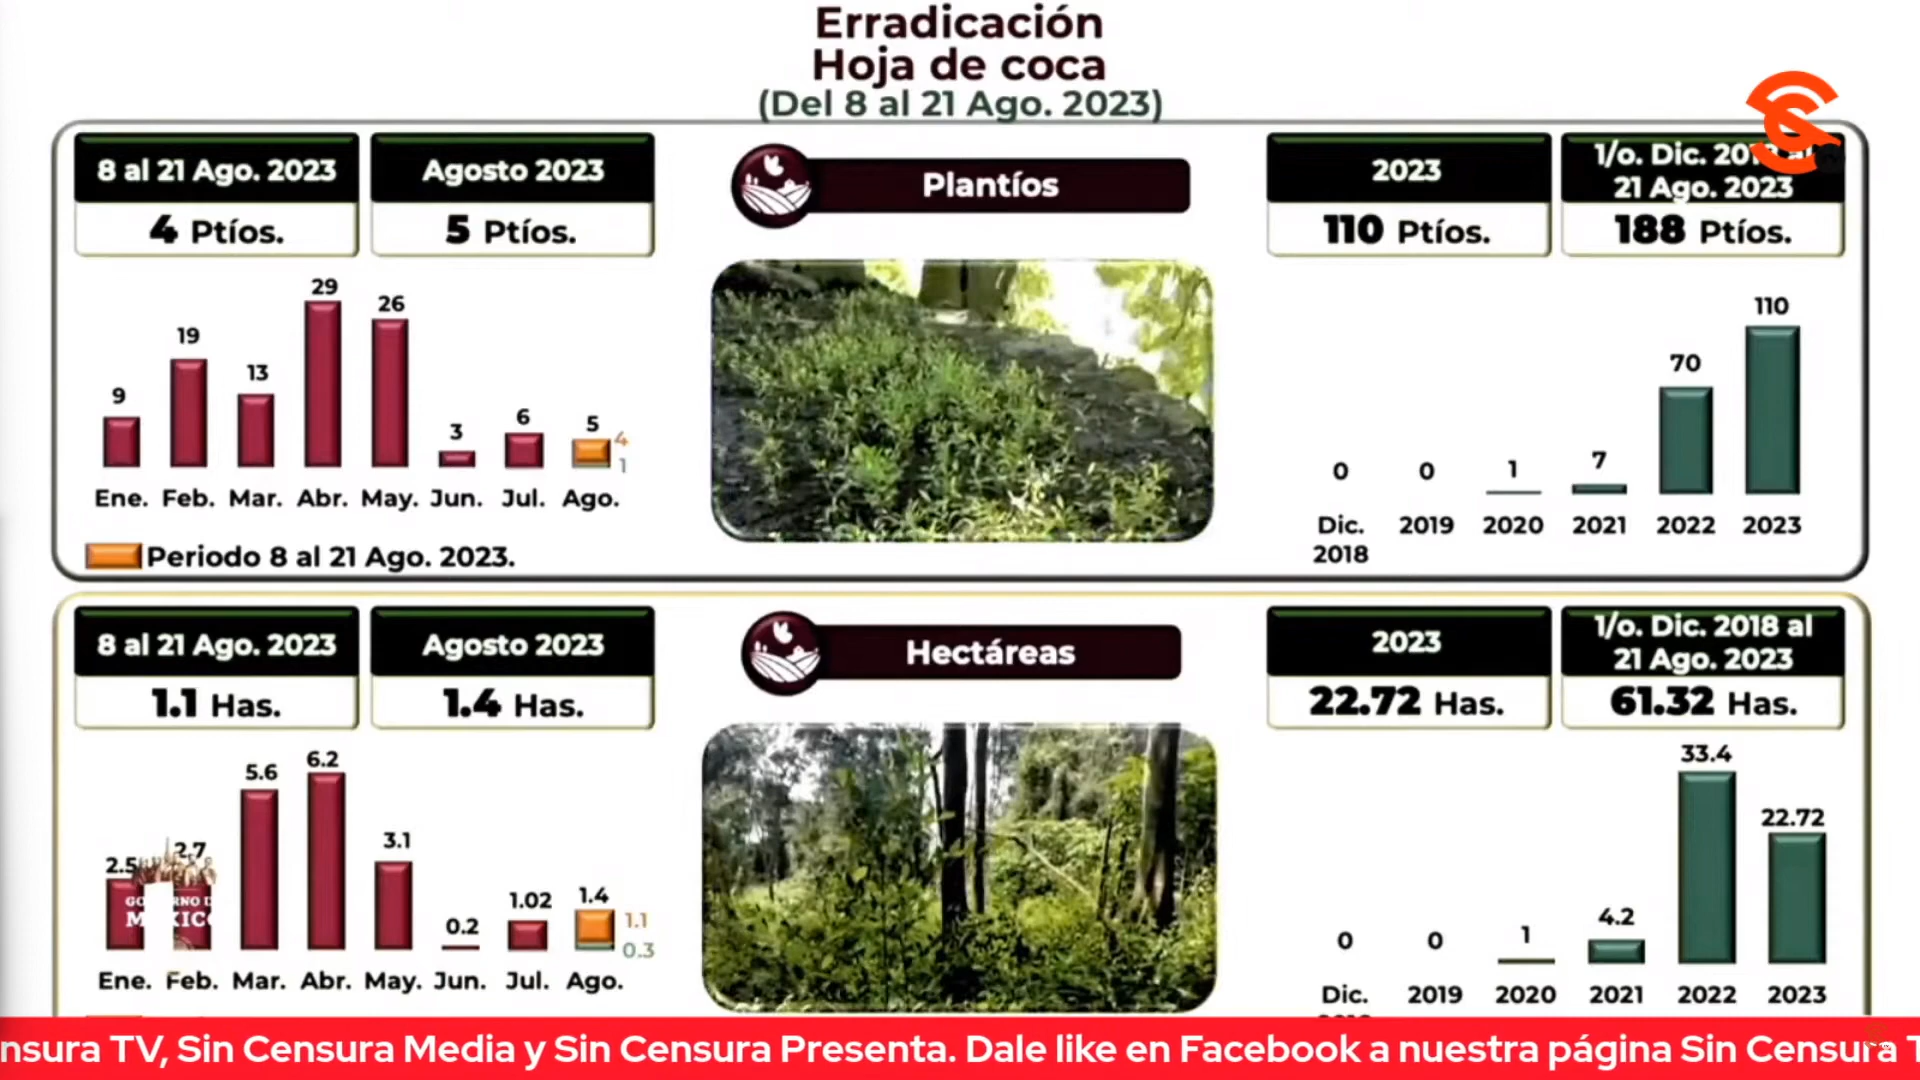 Erradicación
Hoja de coca
(Del 8 al 21 Ago. 2023)
8 al 21 Ago. 2023
4 Ptíos.
Agosto 2023
5 Ptíos.
Plantíos
2023
110 Ptíos.
1/o. Dic. 2018 al
21 Ago. 2023
188 Ptíos.
9 19 13 29 26 3 6 5 4 1
Ene. Feb. Mar. Abr. May. Jun. Jul. Ago.
Periodo 8 al 21 Ago. 2023.
0 0 1 7 70 110
Dic. 2019 2020 2021 2022 2023
2018
8 al 21 Ago. 2023
1.1 Has.
Agosto 2023
1.4 Has.
Hectáreas
2023
22.72 Has.
1/o. Dic. 2018 al
21 Ago. 2023
61.32 Has.
2.5 2.7 5.6 6.2 3.1 0.2 1.02 1.4 1.1 0.3
Ene. Feb. Mar. Abr. May. Jun. Jul. Ago.
0 0 1 4.2 33.4 22.72
Dic. 2019 2020 2021 2022 2023
nsura TV, Sin Censura Media y Sin Censura Presenta. Dale like en Facebook a nuestra página Sin Censura T